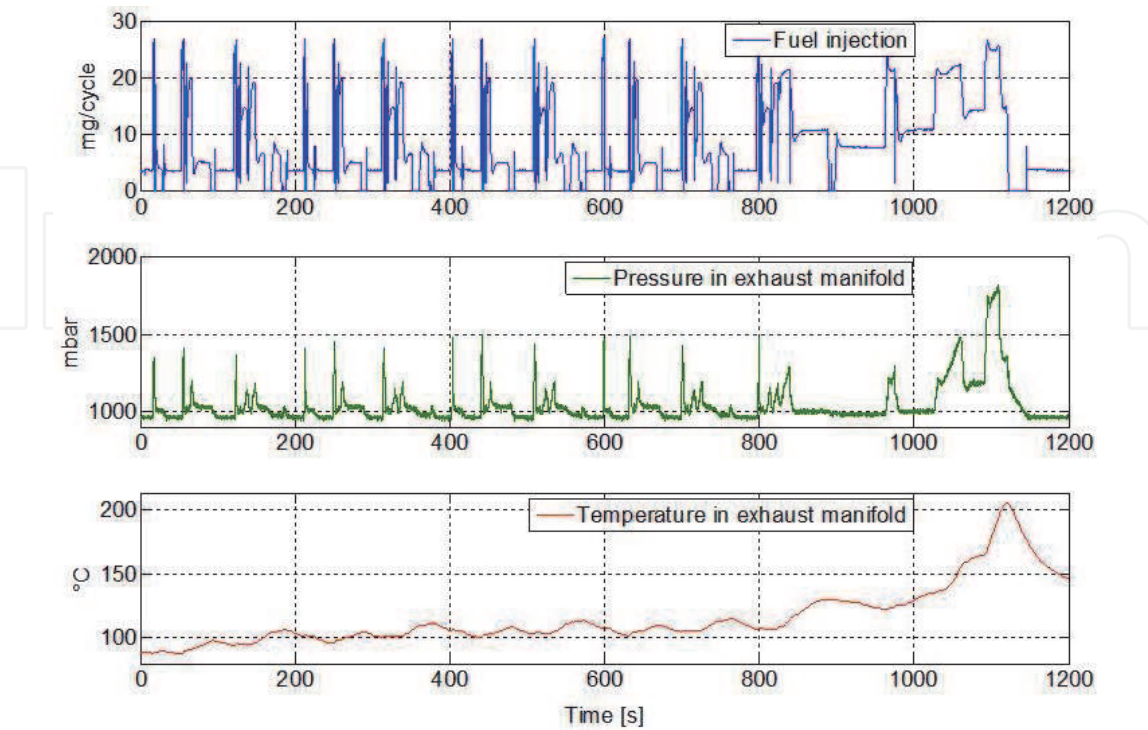 30
20
10
0
mg/cycle
Fuel injection
0 200 400 600 800 1000 1200
2000
1500
1000
mbar
Pressure in exhaust manifold
0 200 400 600 800 1000 1200
200
150
100
°C
Temperature in exhaust manifold
0 200 400 600 800 1000 1200
Time [s]